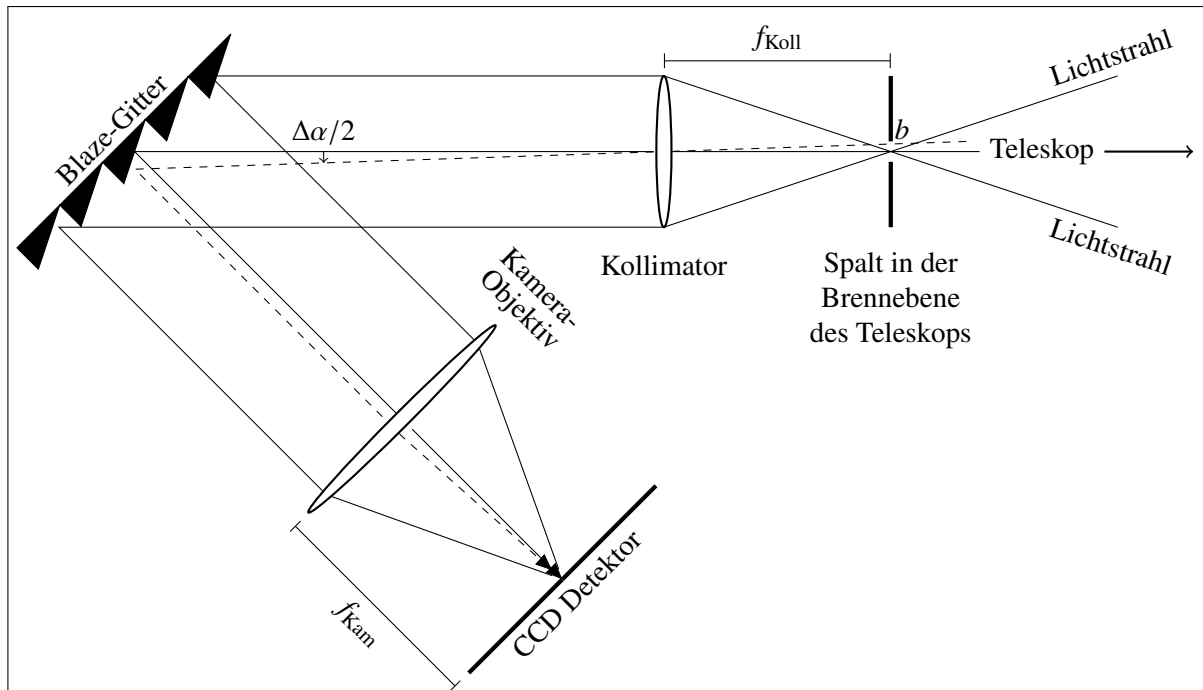 f_Koll
Lichtstrahl
Blaze-Gitter
Δα/2
b
Teleskop
Lichtstrahl
Kollimator
Spalt in der
Brennebene
des Teleskops
Kamera-
Objektiv
CCD Detektor
f_Kam